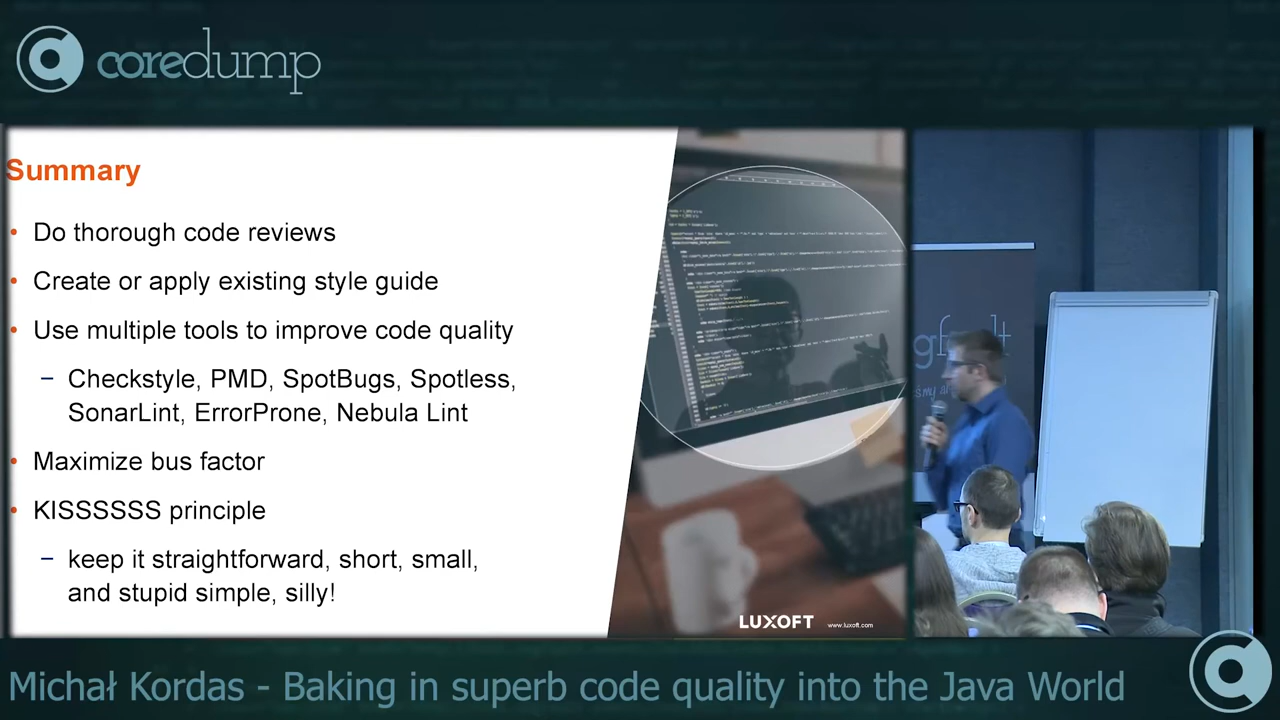 coredump
Summary
• Do thorough code reviews
• Create or apply existing style guide
• Use multiple tools to improve code quality
– Checkstyle, PMD, SpotBugs, Spotless,
SonarLint, ErrorProne, Nebula Lint
• Maximize bus factor
• KISSSSSS principle
– keep it straightforward, short, small,
and stupid simple, silly!
LUXOFT www.luxoft.com
Michał Kordas - Baking in superb code quality into the Java World